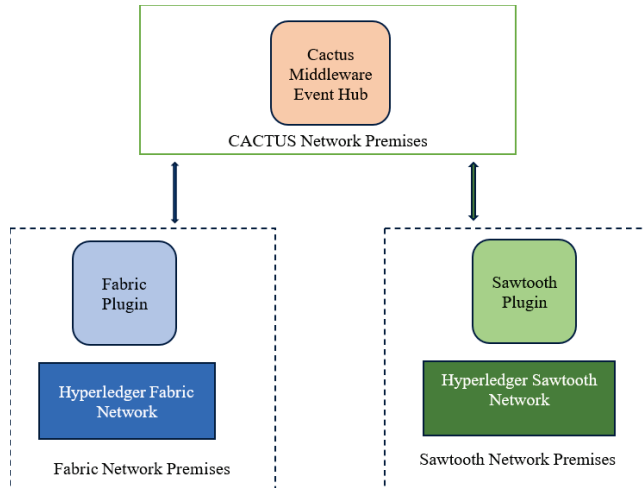 Cactus
Middleware
Event Hub
CACTUS Network Premises
Fabric
Plugin
Hyperledger Fabric
Network
Fabric Network Premises
Sawtooth
Plugin
Hyperledger Sawtooth
Network
Sawtooth Network Premises